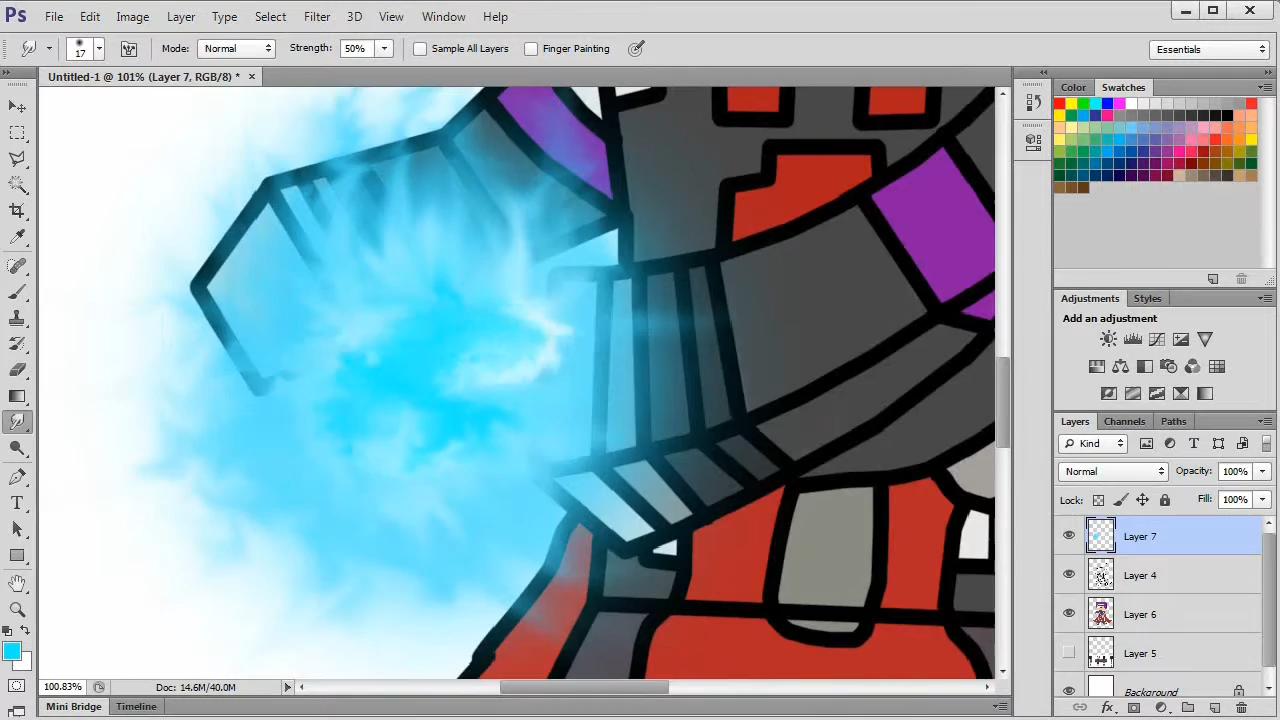 Ps File Edit Image Layer Type Select Filter 3D View Window Help
17 Mode: Normal Strength: 50% Sample All Layers Finger Painting Essentials
Untitled-1 @ 101% (Layer 7, RGB/8) * ×
Color Swatches
Adjustments Styles
Add an adjustment
Layers Channels Paths
Kind
Normal Opacity: 100%
Lock: Fill: 100%
Layer 7
Layer 4
Layer 6
Layer 5
Background
100.83% Doc: 14.6M/40.0M
Mini Bridge Timeline